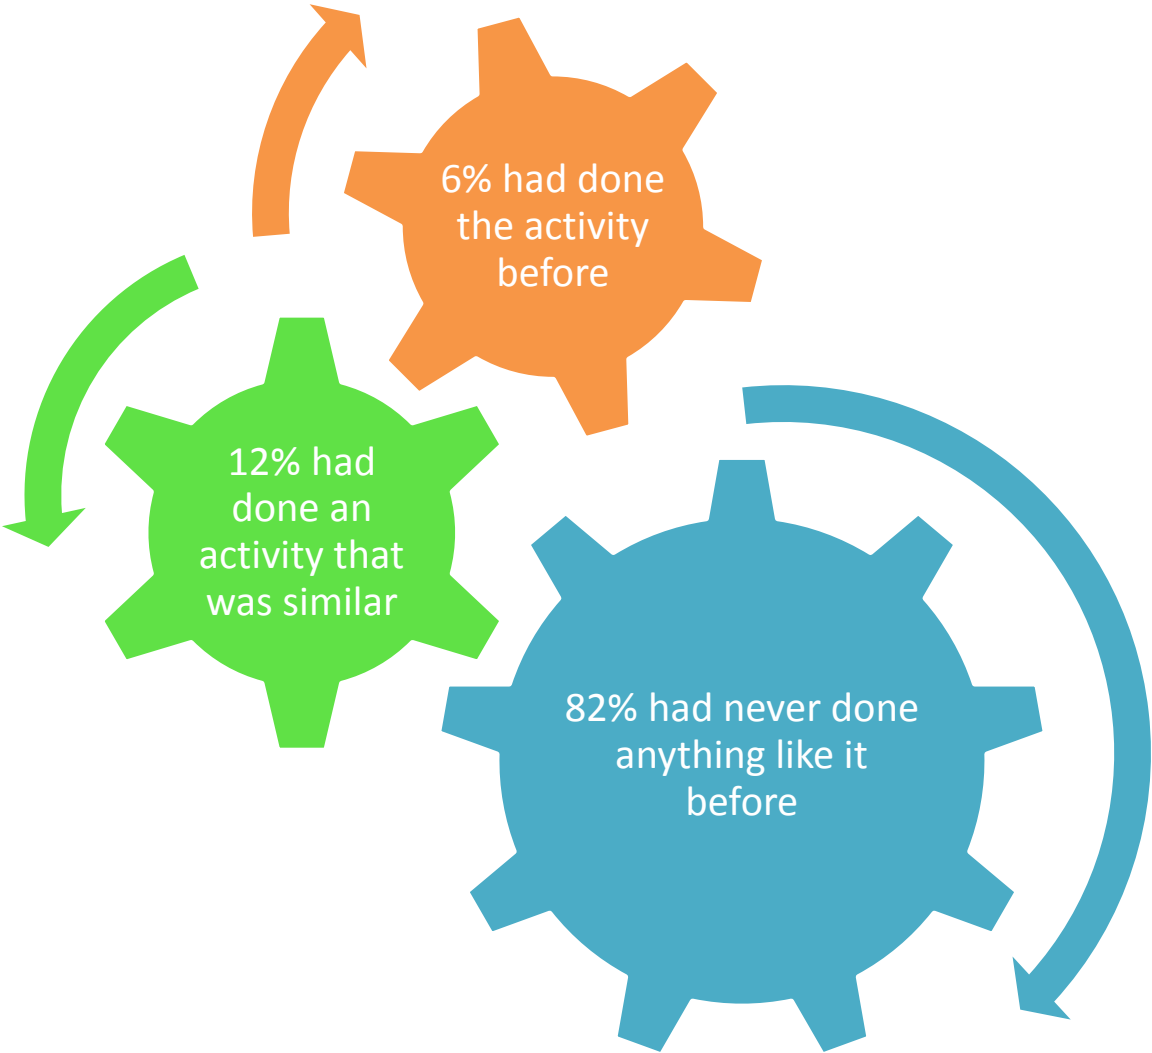 6% had done
the activity
before
12% had
done an
activity that
was similar
82% had never done
anything like it
before